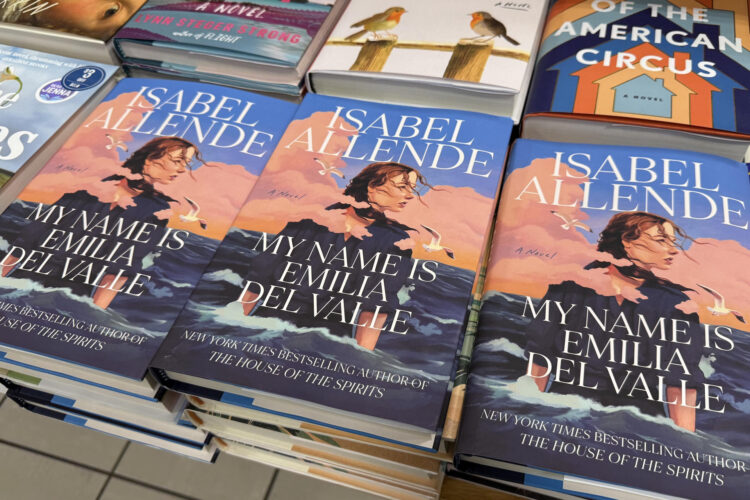 A NOVEL
LYNN STEGER STRONG
author of FLIGHT
A Novel
OF THE
AMERICAN
CIRCUS
A NOVEL
JENNA
ISABEL
ALLENDE
MY NAME IS
EMILIA
DEL VALLE
NEW YORK TIMES BESTSELLING AUTHOR OF
THE HOUSE OF THE SPIRITS
ISABEL
ALLENDE
A Novel
MY NAME IS
EMILIA
DEL VALLE
NEW YORK TIMES BESTSELLING AUTHOR OF
THE HOUSE OF THE SPIRITS
ISABEL
ALLENDE
A Novel
MY NAME IS
EMILIA
DEL VALLE
NEW YORK TIMES BESTSELLING AUTHOR OF
THE HOUSE OF THE SPIRITS